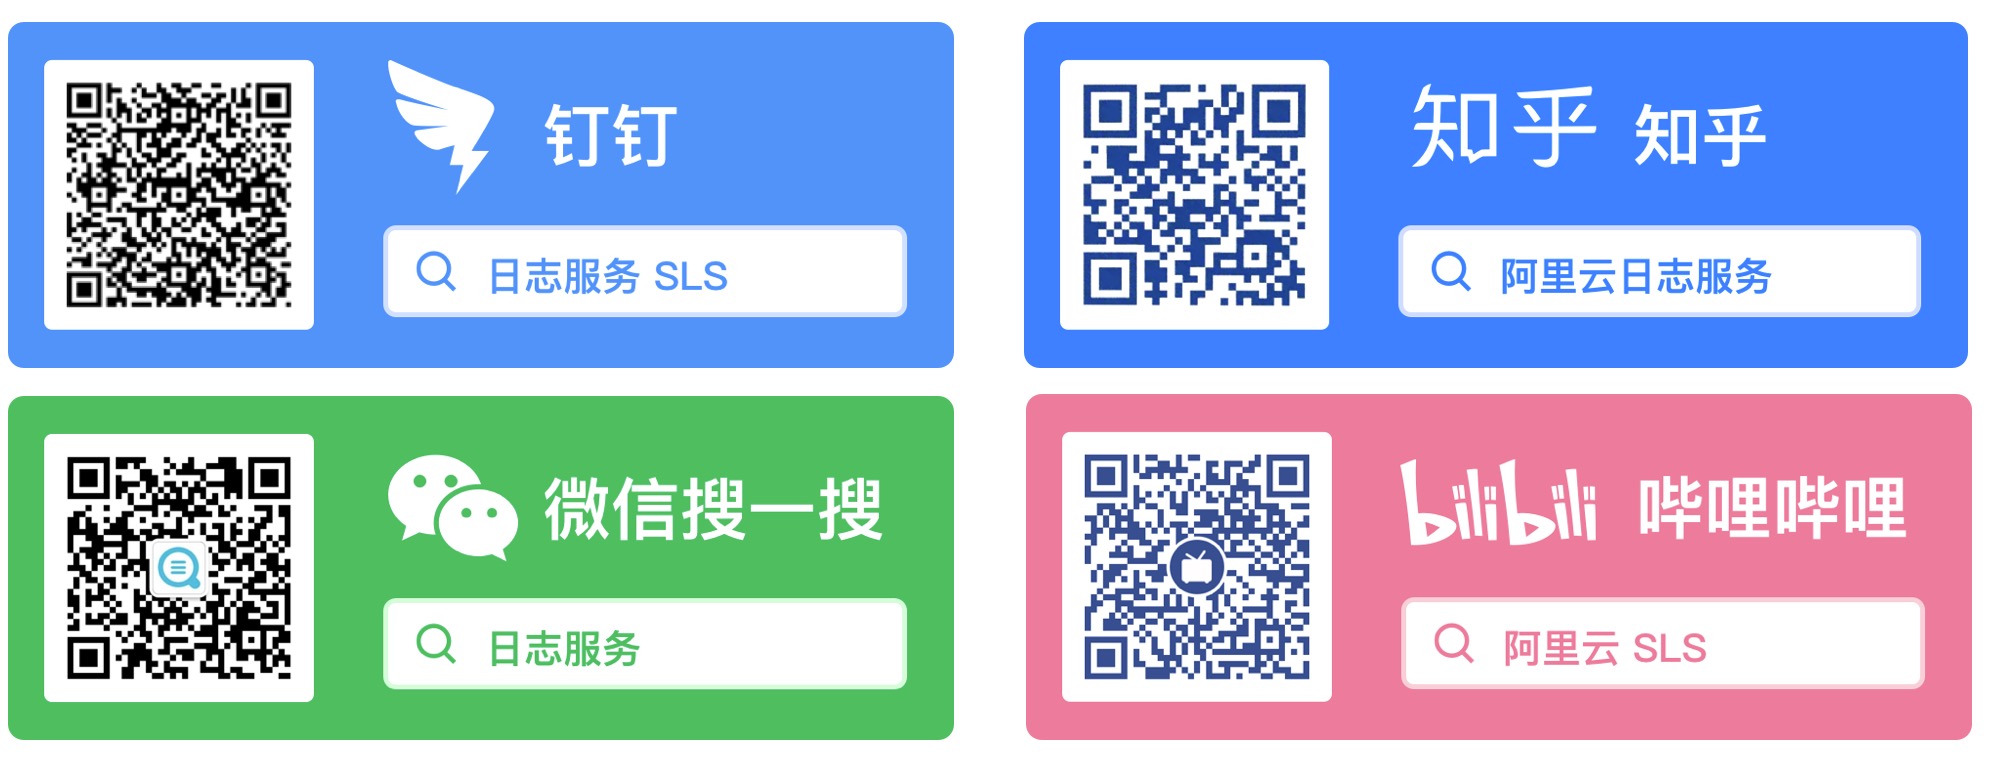 钉钉
日志服务 SLS
知乎 知乎
阿里云日志服务
微信搜一搜
日志服务
bilibili 哔哩哔哩
阿里云 SLS